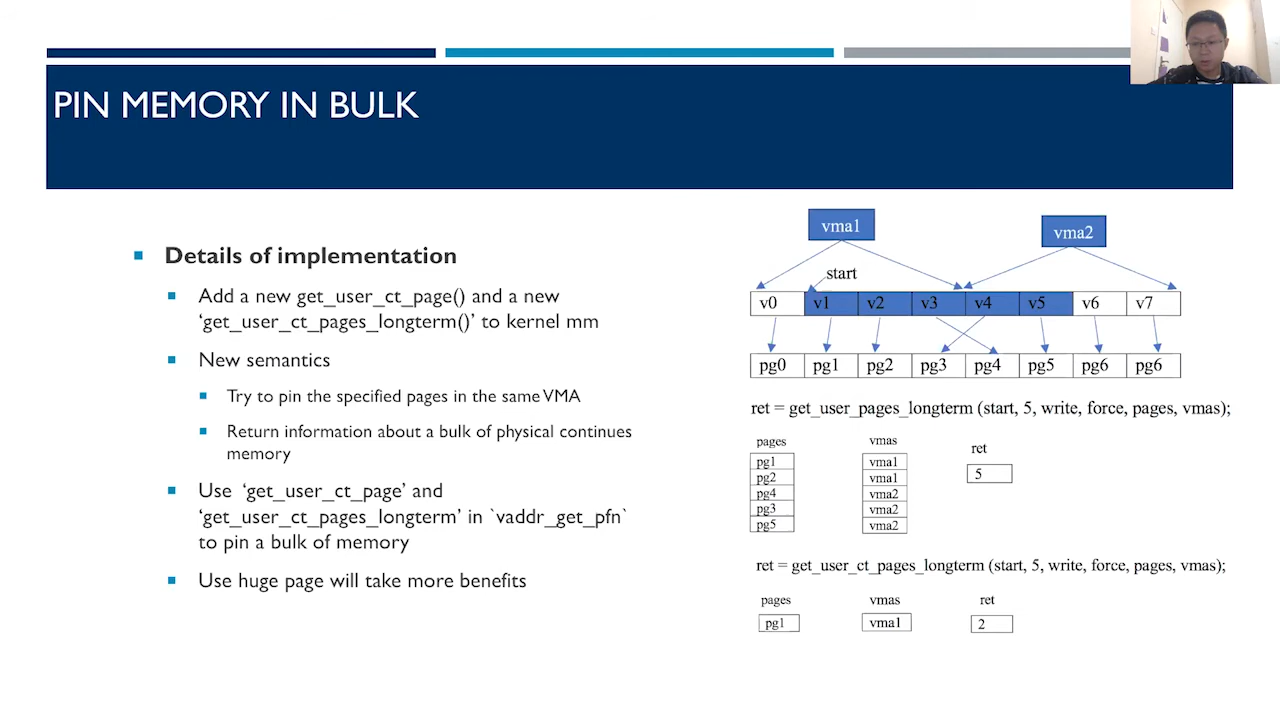 PIN MEMORY IN BULK
Details of implementation
Add a new get_user_ct_page() and a new
‘get_user_ct_pages_longterm()’ to kernel mm
New semantics
Try to pin the specified pages in the same VMA
Return information about a bulk of physical continues
memory
Use ‘get_user_ct_page’ and
‘get_user_ct_pages_longterm’ in `vaddr_get_pfn`
to pin a bulk of memory
Use huge page will take more benefits
vma1
vma2
start
v0 v1 v2 v3 v4 v5 v6 v7
pg0 pg1 pg2 pg3 pg4 pg5 pg6 pg6
ret = get_user_pages_longterm (start, 5, write, force, pages, vmas);
pages vmas ret
pg1 vma1 5
pg2 vma1
pg4 vma2
pg3 vma2
pg5 vma2
ret = get_user_ct_pages_longterm (start, 5, write, force, pages, vmas);
pages vmas ret
pg1 vma1 2